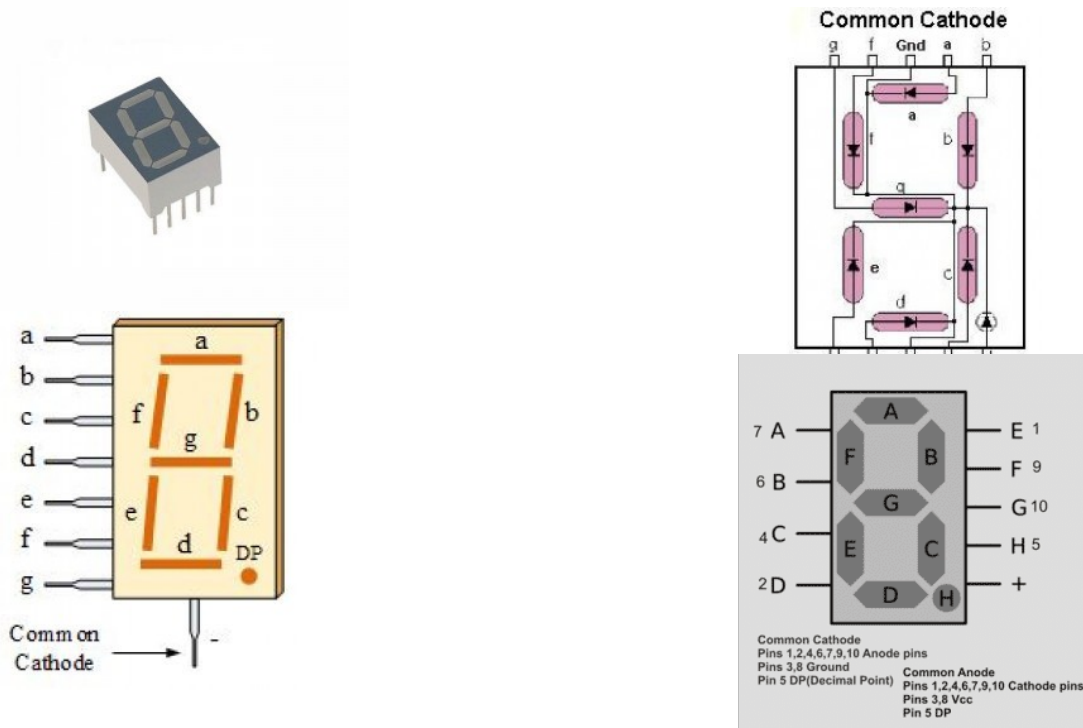 Common Cathode
g f Gnd a b
a
f b
q
e c
d
a
b
c
d
e
f
g
a
f b
g
e c
d DP
Common
Cathode
-
7 A
6 B
4 C
2 D
A
F B
G
E C
D H
E 1
F 9
G 10
H 5
+
Common Cathode
Pins 1,2,4,6,7,9,10 Anode pins
Pins 3,8 Ground
Pin 5 DP(Decimal Point)
Common Anode
Pins 1,2,4,6,7,9,10 Cathode pins
Pins 3,8 Vcc
Pin 5 DP